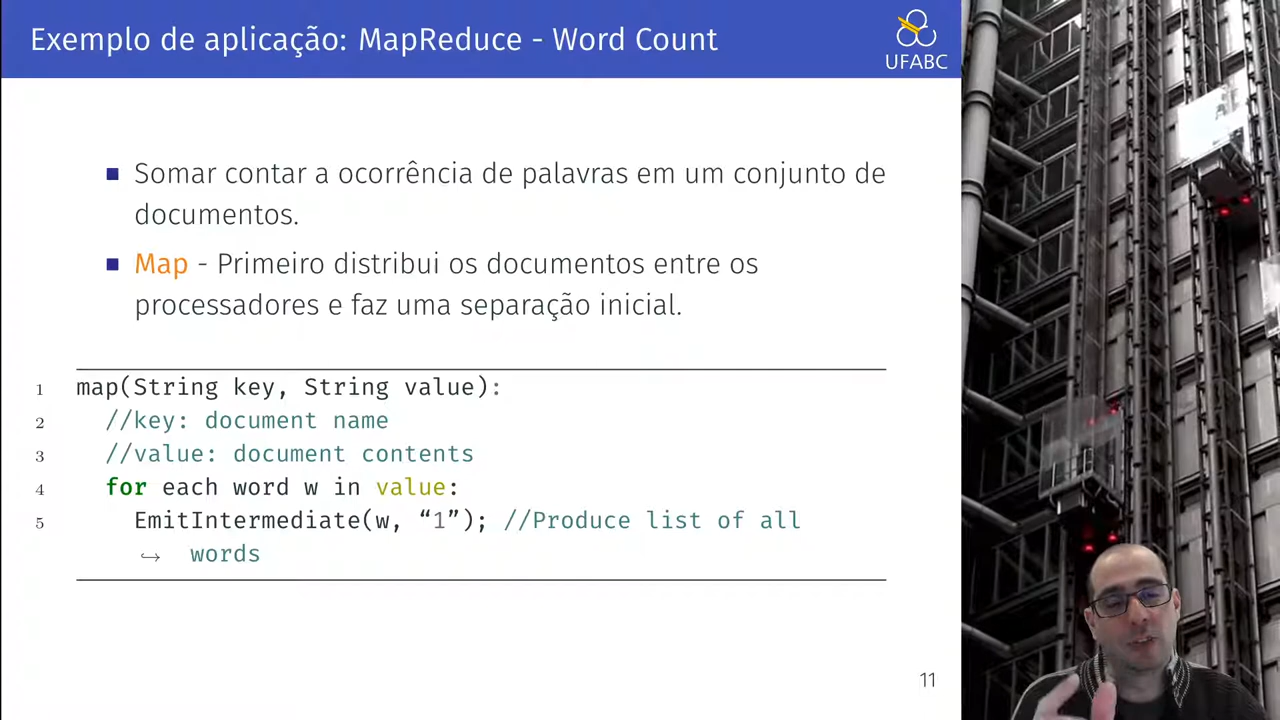 Exemplo de aplicação: MapReduce - Word Count
UFABC
Somar contar a ocorrência de palavras em um conjunto de
documentos.
Map - Primeiro distribui os documentos entre os
processadores e faz uma separação inicial.
1 map(String key, String value):
2 //key: document name
3 //value: document contents
4 for each word w in value:
5 EmitIntermediate(w, “1”); //Produce list of all
↪ words
11